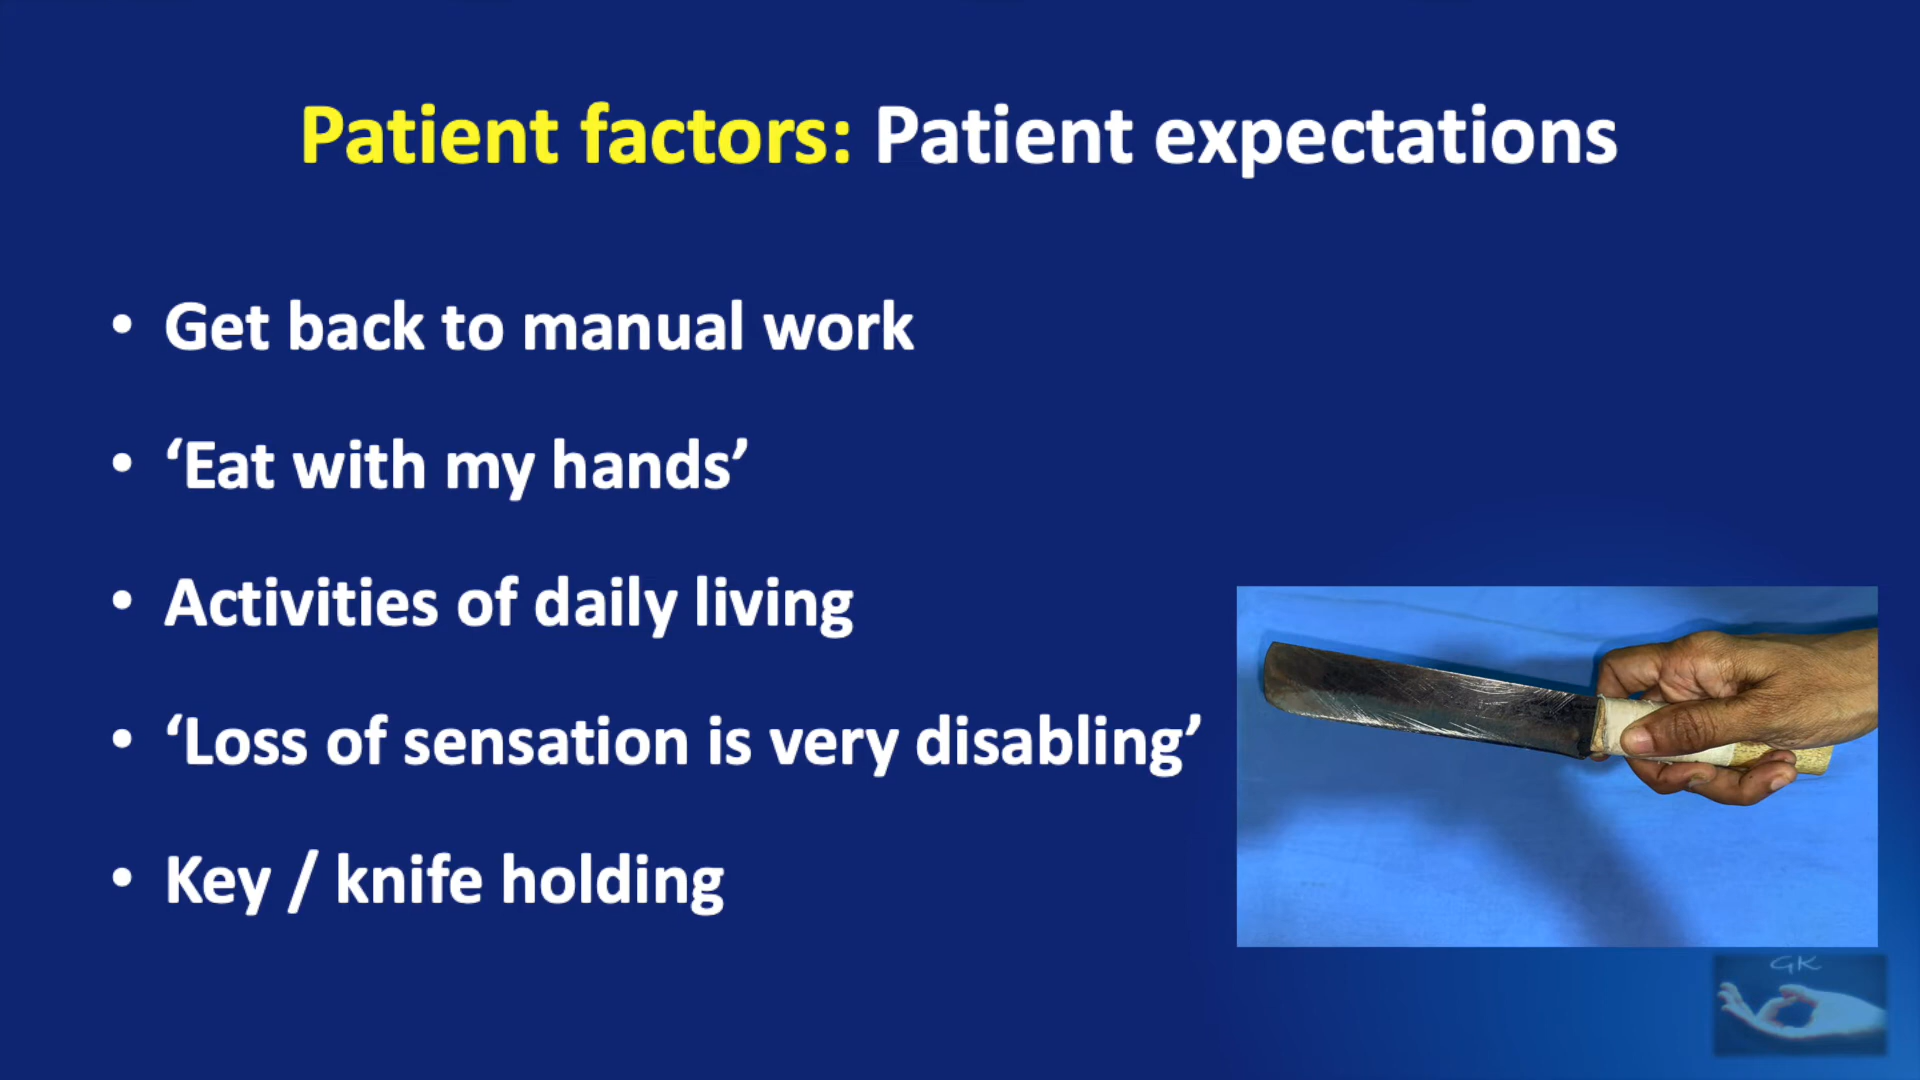 Patient factors: Patient expectations
• Get back to manual work
• ‘Eat with my hands’
• Activities of daily living
• ‘Loss of sensation is very disabling’
• Key / knife holding
GK